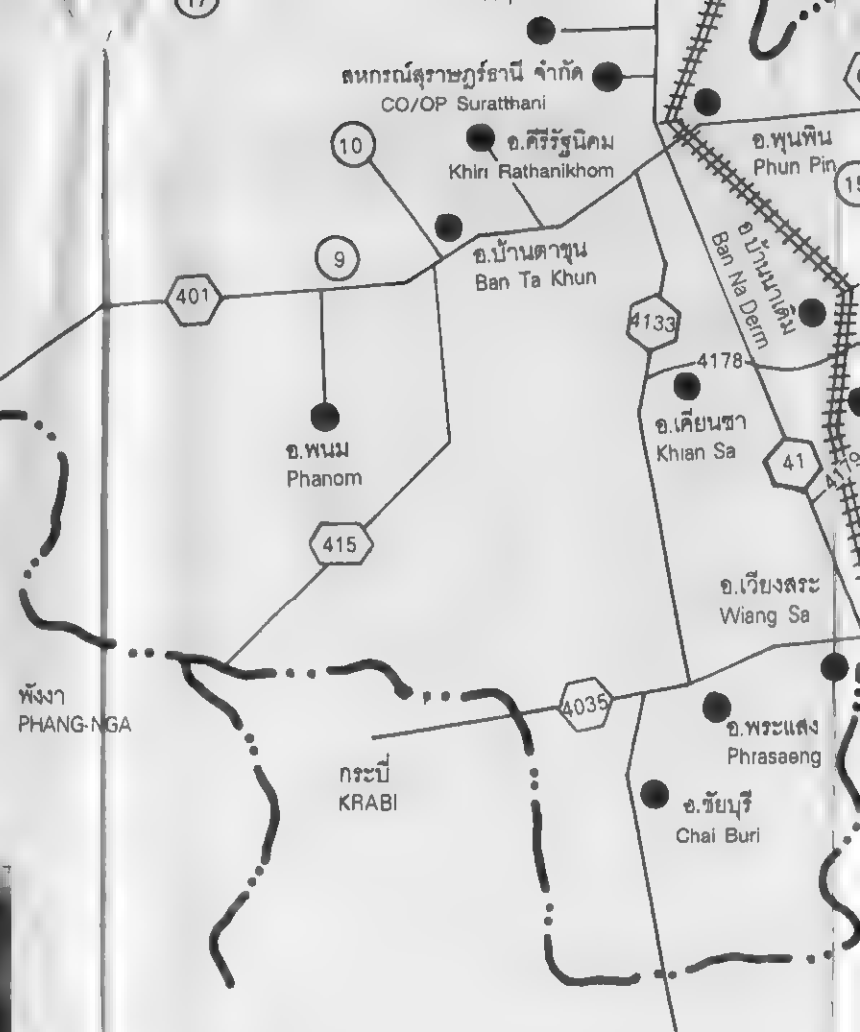 17
สหกรณ์สุราษฎร์ธานี จำกัด
CO/OP Suratthani
10
อ.คีรีรัฐนิคม
Khiri Rathanikhom
อ.พุนพิน
Phun Pin
15
9
อ.บ้านตาขุน
Ban Ta Khun
อ.บ้านนาเดิม
Ban Na Derm
401
4133
4178
อ.พนม
Phanom
อ.เคียนซา
Khian Sa
41
4179
415
อ.เวียงสระ
Wiang Sa
พังงา
PHANG-NGA
4035
อ.พระแสง
Phrasaeng
กระบี่
KRABI
อ.ชัยบุรี
Chai Buri